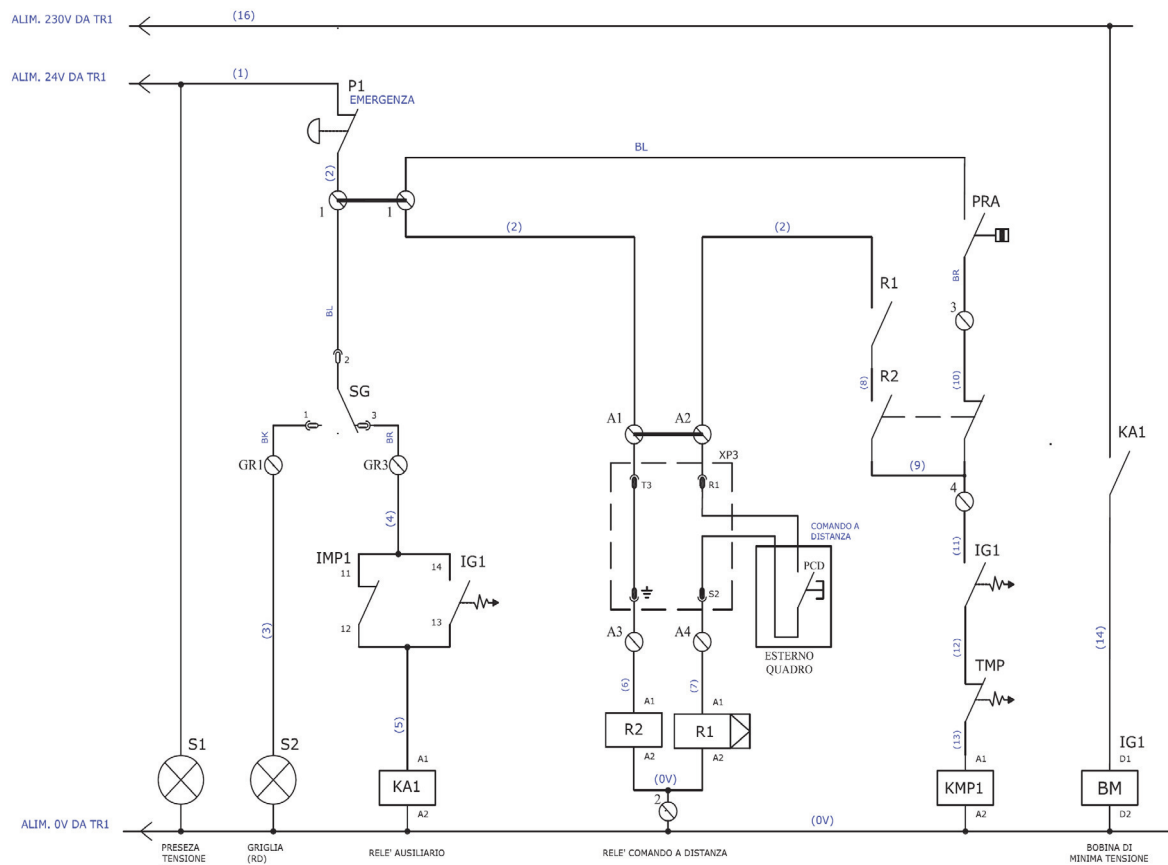 ALIM. 230V DA TR1
(16)
ALIM. 24V DA TR1
(1)
P1
EMERGENZA
BL
(2)
1
1
PRA
(2)
(2)
R1
BR
3
BL
2
(8)
R2
(10)
SG
1
3
A1
A2
KA1
BK
BR
XP3
GR1
GR3
T3
R1
(9)
4
(4)
COMANDO A
DISTANZA
(11)
IMP1
11
14
IG1
PCD
IG1
12
13
S2
(3)
A3
A4
ESTERNO
QUADRO
(12)
(14)
TMP
(6)
(7)
(5)
A1
A1
S1
S2
R2
R1
(13)
A2
A2
IG1
A1
(0V)
A1
D1
KA1
2
KMP1
BM
A2
A2
D2
ALIM. 0V DA TR1
(0V)
PRESEZA
TENSIONE
GRIGLIA
(RD)
RELE' AUSILIARIO
RELE' COMANDO A DISTANZA
BOBINA DI
MINIMA TENSIONE